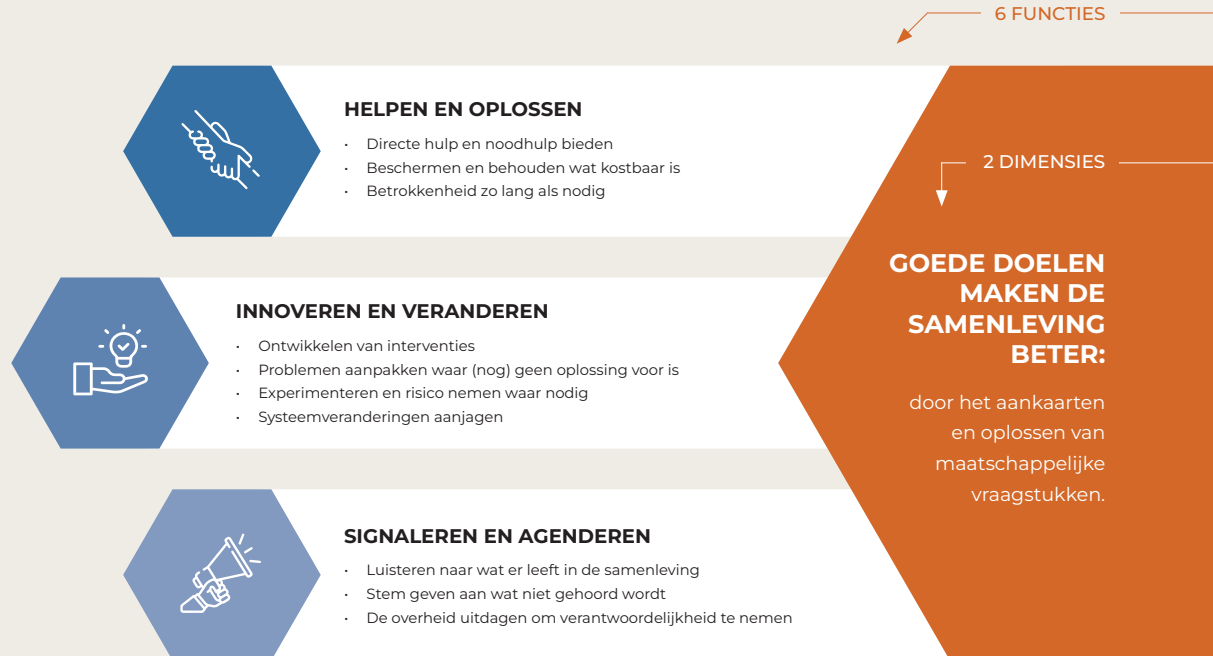 6 FUNCTIES
HELPEN EN OPLOSSEN
• Directe hulp en noodhulp bieden
• Beschermen en behouden wat kostbaar is
• Betrokkenheid zo lang als nodig
2 DIMENSIES
GOEDE DOELEN
MAKEN DE
SAMENLEVING
BETER:
door het aankaarten
en oplossen van
maatschappelijke
vraagstukken.
INNOVEREN EN VERANDEREN
• Ontwikkelen van interventies
• Problemen aanpakken waar (nog) geen oplossing voor is
• Experimenteren en risico nemen waar nodig
• Systeemveranderingen aanjagen
SIGNALEREN EN AGENDEREN
• Luisteren naar wat er leeft in de samenleving
• Stem geven aan wat niet gehoord wordt
• De overheid uitdagen om verantwoordelijkheid te nemen